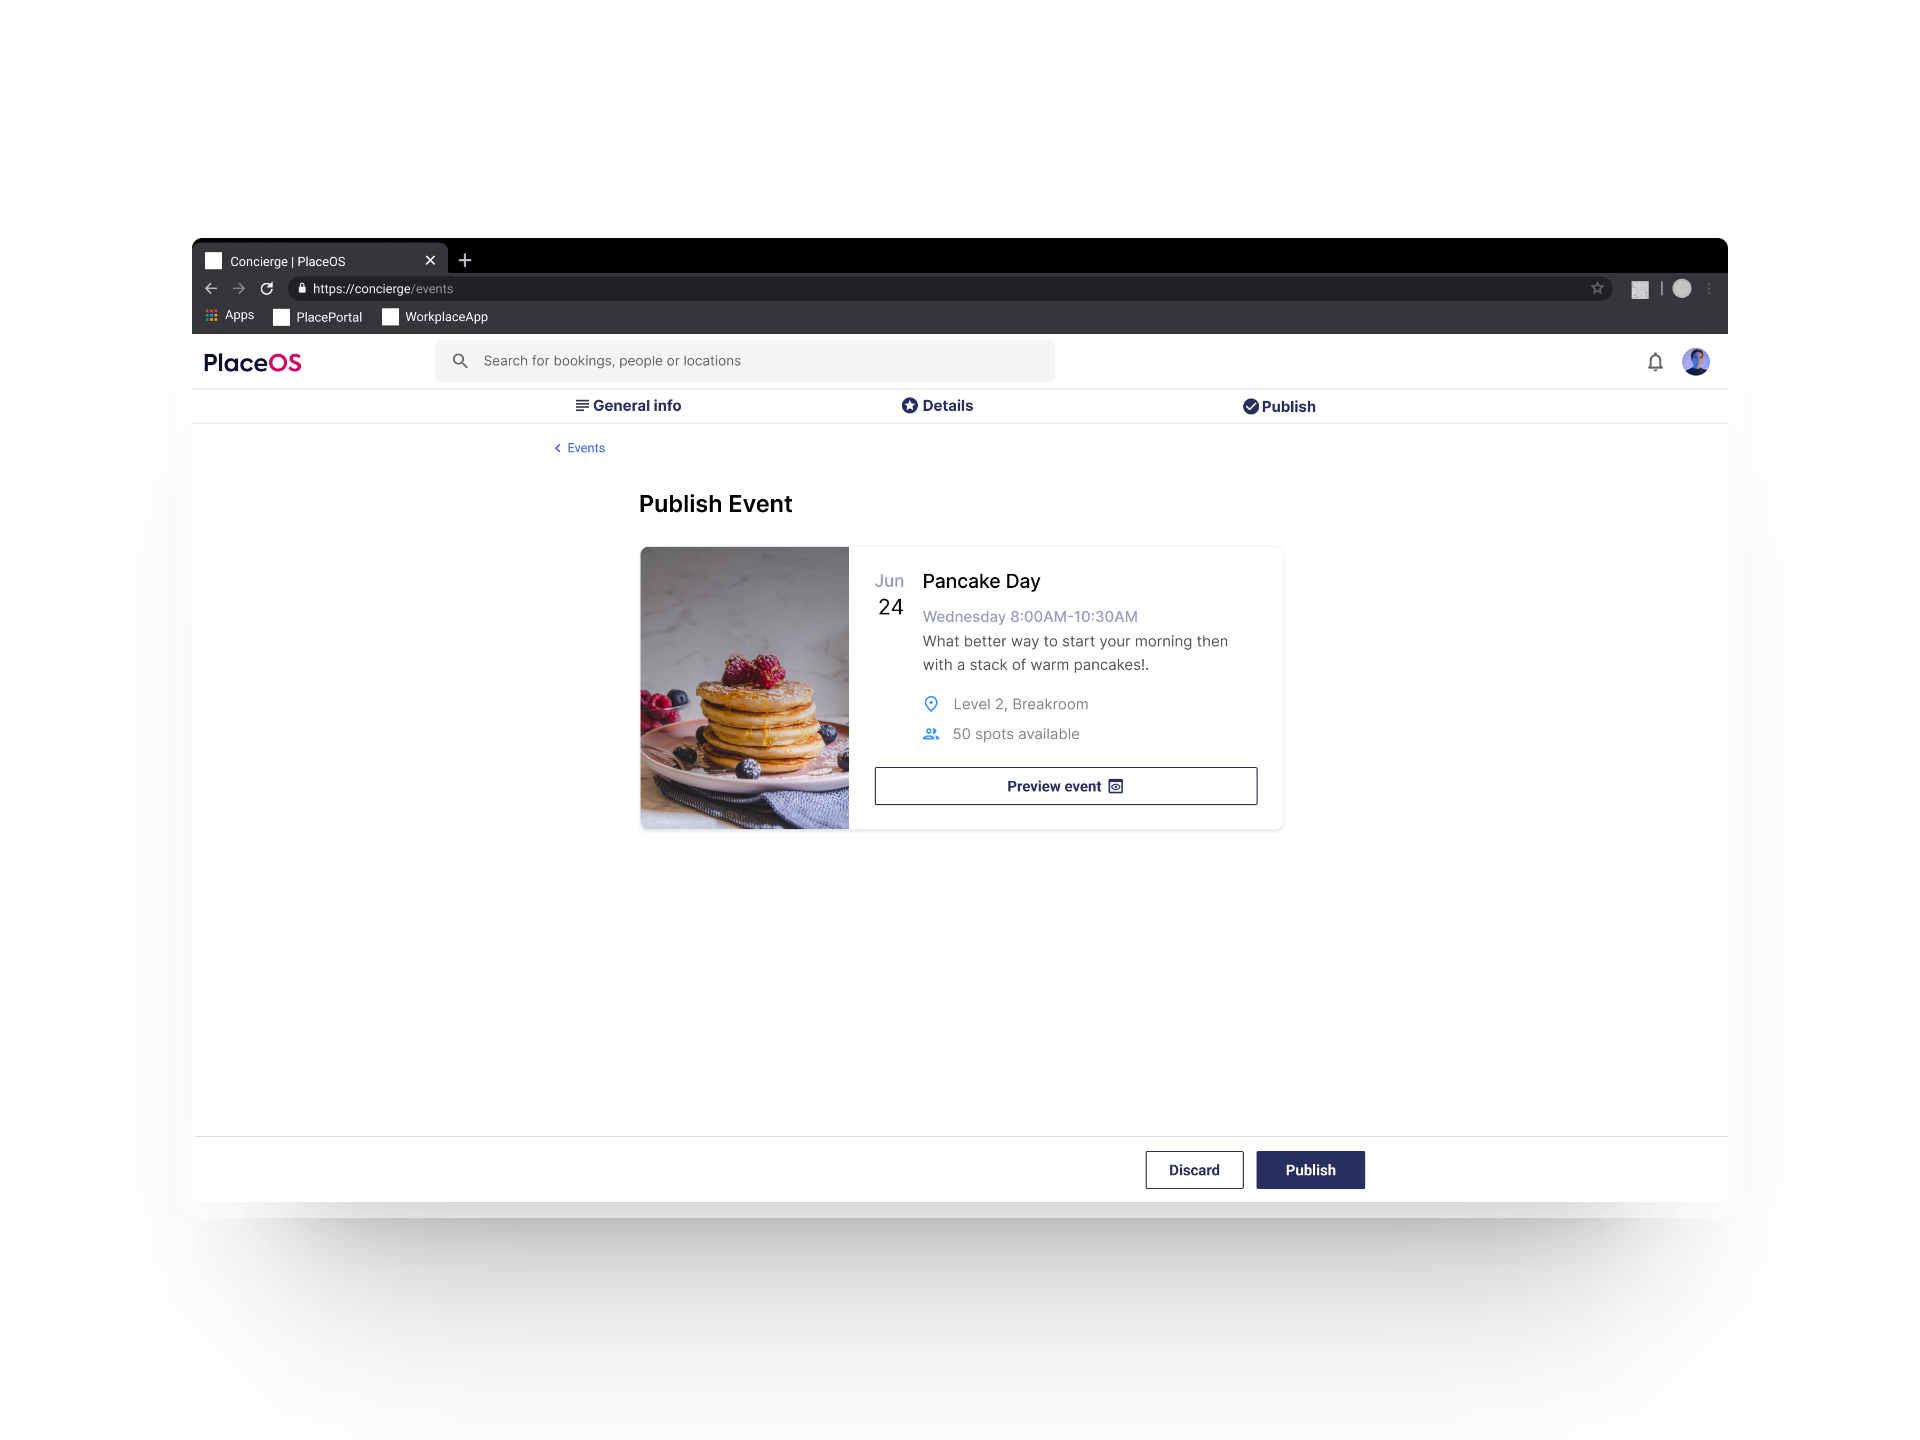 Concierge | PlaceOS
https://concierge/events
Apps
PlacePortal
WorkplaceApp
PlaceOS
Search for bookings, people or locations
General info
Details
Publish
Events
Publish Event
Jun
24
Pancake Day
Wednesday 8:00AM-10:30AM
What better way to start your morning then
with a stack of warm pancakes!.
Level 2, Breakroom
50 spots available
Preview event
Discard
Publish